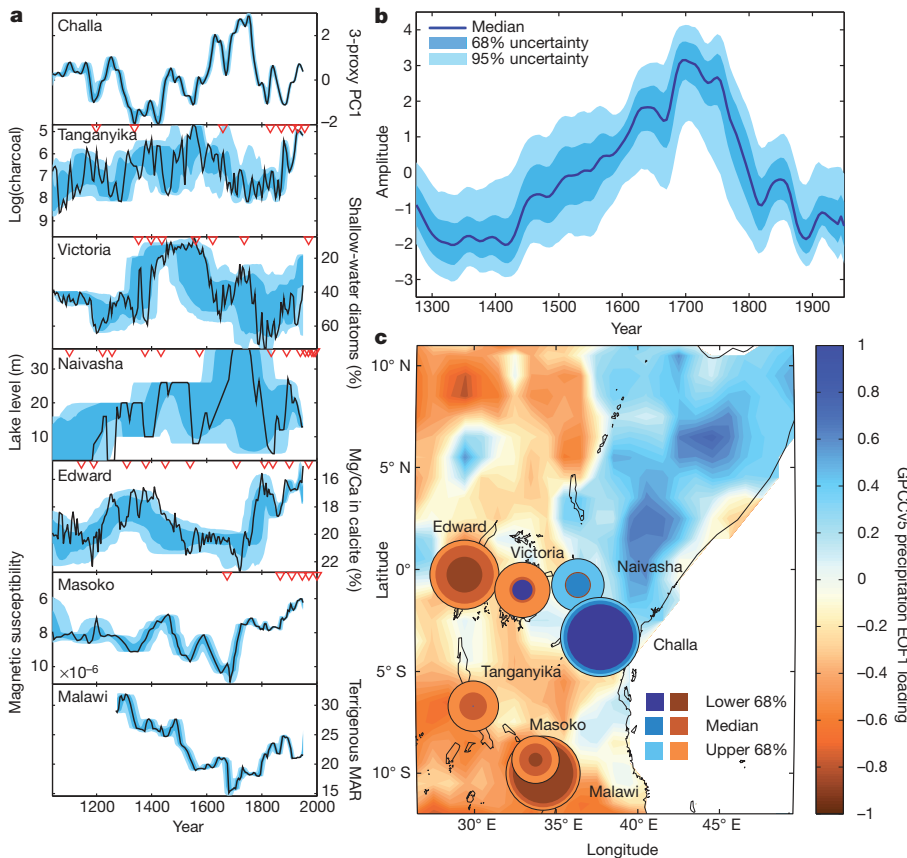 a
Challa
2
0
−2
3-proxy PC1
Tanganyika
5
6
7
8
9
Log(charcoal)
Victoria
20
40
60
Shallow-water diatoms (%)
Naivasha
30
20
10
Lake level (m)
Edward
16
18
20
22
Mg/Ca in calcite (%)
Masoko
6
8
10
×10⁻⁶
Magnetic susceptibility
Malawi
30
25
20
15
Terrigenous MAR
1200 1400 1600 1800 2000
Year
b
Median
68% uncertainty
95% uncertainty
4
3
2
1
0
−1
−2
−3
Amplitude
1300 1400 1500 1600 1700 1800 1900
Year
c
10° N
5° N
0°
5° S
10° S
Latitude
Edward
Victoria
Naivasha
Challa
Tanganyika
Masoko
Malawi
Lower 68%
Median
Upper 68%
30° E 35° E 40° E 45° E
Longitude
1
0.8
0.6
0.4
0.2
0
−0.2
−0.4
−0.6
−0.8
−1
GPCCv5 precipitation EOF1 loading